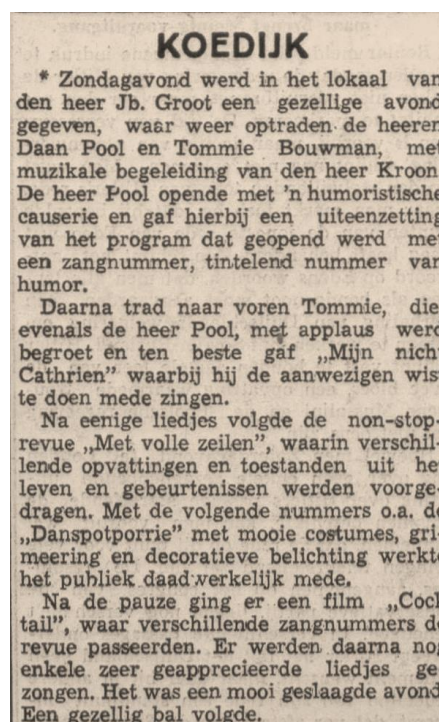 KOEDIJK
* Zondagavond werd in het lokaal van
den heer Jb. Groot een gezellige avond
gegeven, waar weer optraden de heeren
Daan Pool en Tommie Bouwman, met
muzikale begeleiding van den heer Kroon.
De heer Pool opende met 'n humoristische
causerie en gaf hierbij een uiteenzetting
van het program dat geopend werd met
een zangnummer, tintelend nummer van
humor.
Daarna trad naar voren Tommie, die
evenals de heer Pool, met applaus werd
begroet en ten beste gaf „Mijn nicht
Cathrien" waarbij hij de aanwezigen wist
te doen mede zingen.
Na eenige liedjes volgde de non-stop-
revue „Met volle zeilen", waarin verschil-
lende opvattingen en toestanden uit het
leven en gebeurtenissen werden voorge-
dragen. Met de volgende nummers o.a. de
„Danspotporrie" met mooie costumes, gri-
meering en decoratieve belichting werkte
het publiek daadwerkelijk mede.
Na de pauze ging er een film „Cock
tail", waar verschillende zangnummers de
revue passeerden. Er werden daarna nog
enkele zeer geapprecieerde liedjes ge-
zongen. Het was een mooi geslaagde avond.
Een gezellig bal volgde.